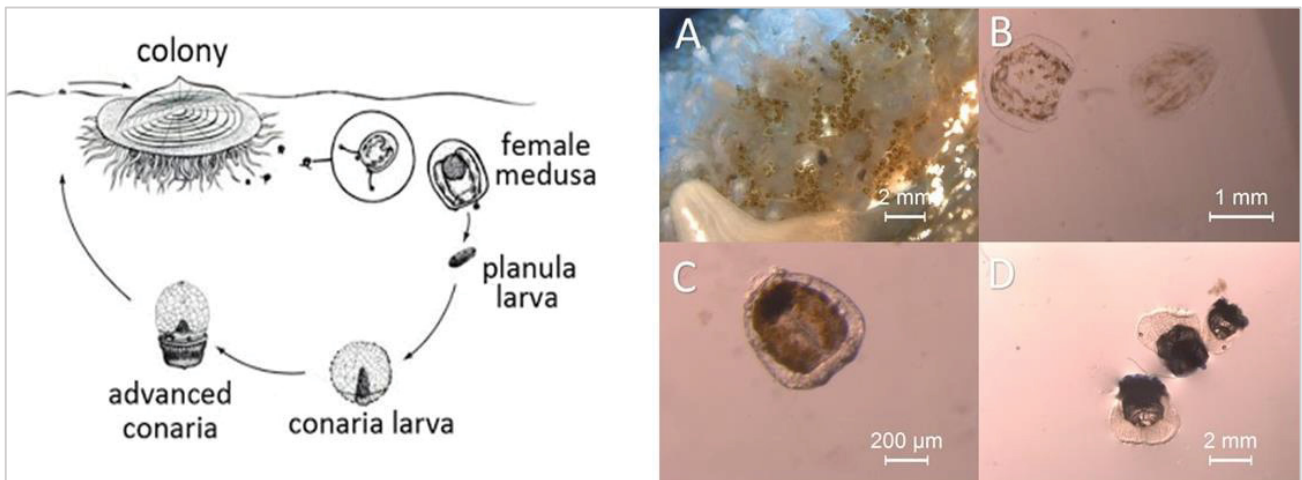 colony
female
medusa
planula
larva
conaria larva
advanced
conaria
A
2 mm
B
1 mm
C
200 µm
D
2 mm